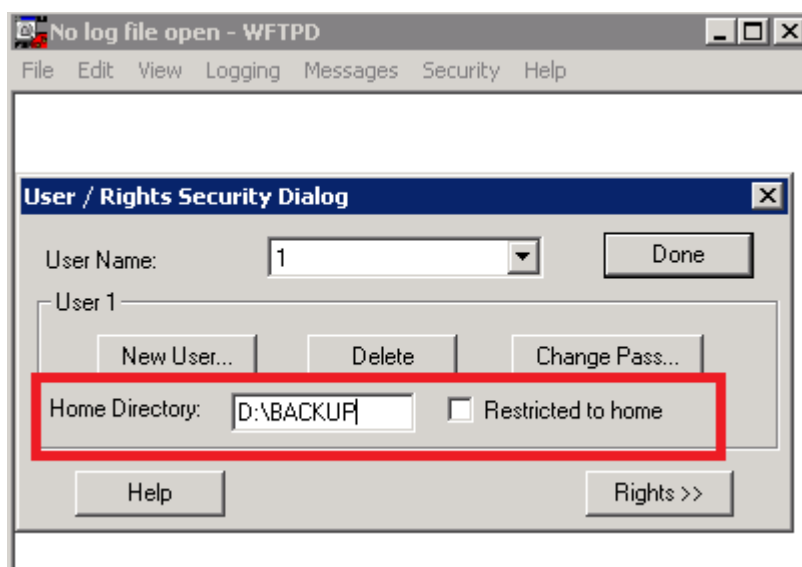 No log file open - WFTPD
File Edit View Logging Messages Security Help
User / Rights Security Dialog
User Name: 1 Done
User 1
New User... Delete Change Pass...
Home Directory: D:\BACKUP Restricted to home
Help Rights >>